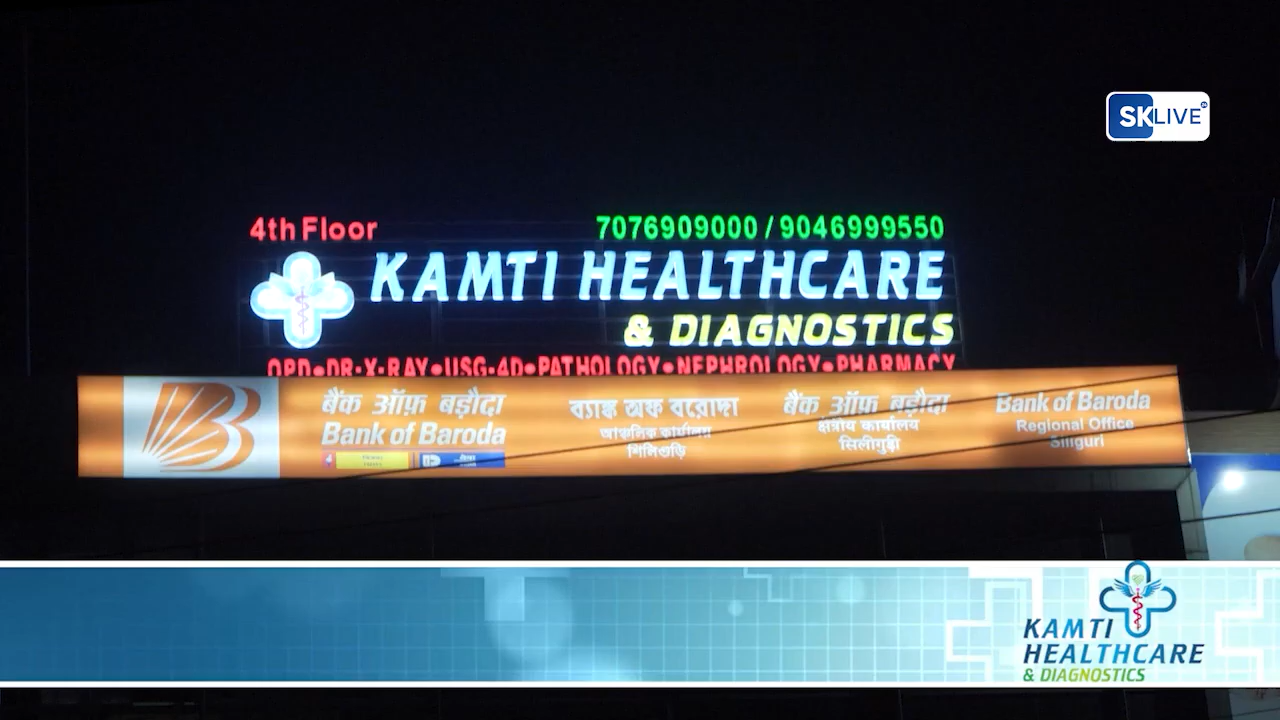 SKLIVE
4th Floor
7076909000 / 9046999550
KAMTI HEALTHCARE
& DIAGNOSTICS
OPD•DR-X-RAY•USG-4D•PATHOLOGY•NEPHROLOGY•PHARMACY
बैंक ऑफ़ बड़ौदा
Bank of Baroda
ব্যাঙ্ক অফ বরোদা
আঞ্চলিক কার্যালয়
শিলিগুড়ি
बैंक ऑफ़ बड़ौदा
क्षेत्रीय कार्यालय
सिलीगुड़ी
Bank of Baroda
Regional Office
Siliguri
KAMTI
HEALTHCARE
& DIAGNOSTICS